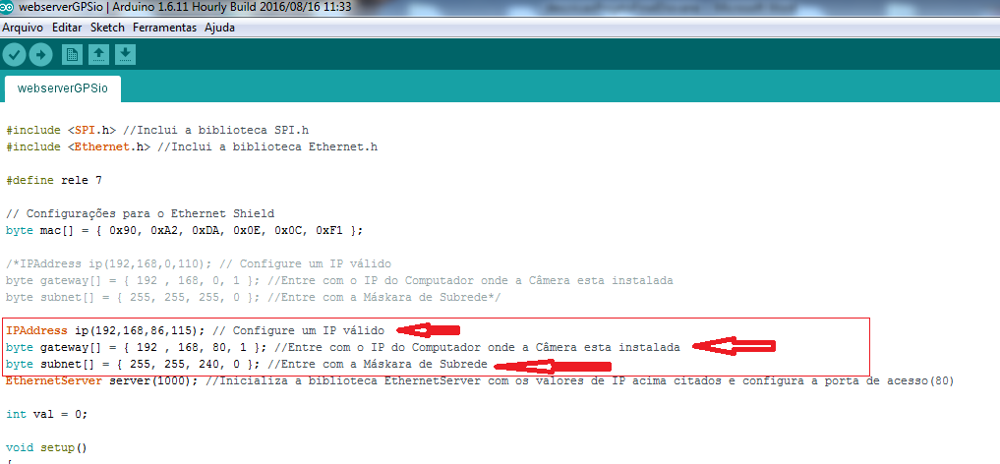 webserverGPSio | Arduino 1.6.11 Hourly Build 2016/08/16 11:33
Arquivo Editar Sketch Ferramentas Ajuda
webserverGPSio
#include <SPI.h> //Inclui a biblioteca SPI.h
#include <Ethernet.h> //Inclui a biblioteca Ethernet.h
#define rele 7
// Configurações para o Ethernet Shield
byte mac[] = { 0x90, 0xA2, 0xDA, 0x0E, 0x0C, 0xF1 };
/*IPAddress ip(192,168,0,110); // Configure um IP válido
byte gateway[] = { 192 , 168, 0, 1 }; //Entre com o IP do Computador onde a Câmera esta instalada
byte subnet[] = { 255, 255, 255, 0 }; //Entre com a Máskara de Subrede*/
IPAddress ip(192,168,86,115); // Configure um IP válido
byte gateway[] = { 192 , 168, 80, 1 }; //Entre com o IP do Computador onde a Câmera esta instalada
byte subnet[] = { 255, 255, 240, 0 }; //Entre com a Máskara de Subrede
EthernetServer server(1000); //Inicializa a biblioteca EthernetServer com os valores de IP acima citados e configura a porta de acesso(80)
int val = 0;
void setup()